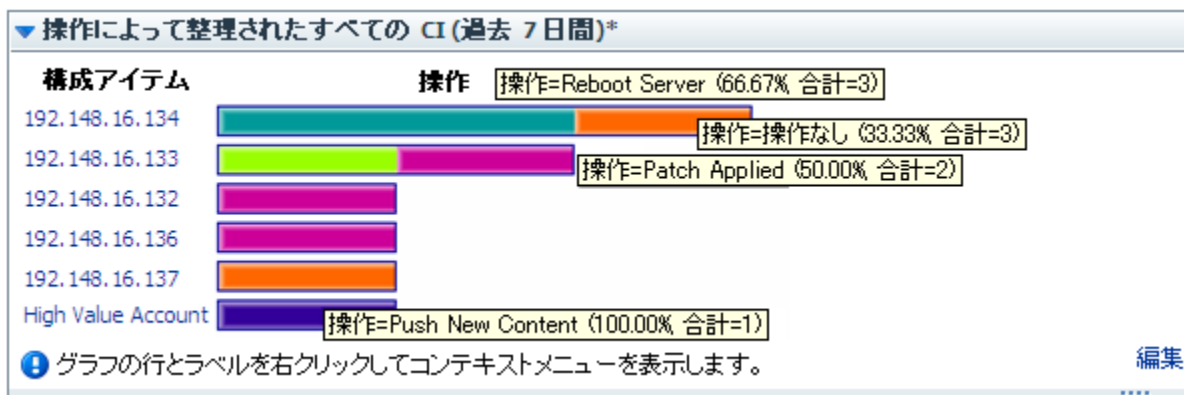 操作によって整理されたすべての CI (過去 7 日間)*
構成アイテム 操作 操作=Reboot Server (66.67%, 合計=3)
192.148.16.134
操作=操作なし (33.33%, 合計=3)
192.148.16.133
操作=Patch Applied (50.00%, 合計=2)
192.148.16.132
192.148.16.136
192.148.16.137
High Value Account
操作=Push New Content (100.00%, 合計=1)
グラフの行とラベルを右クリックしてコンテキストメニューを表示します。 編集